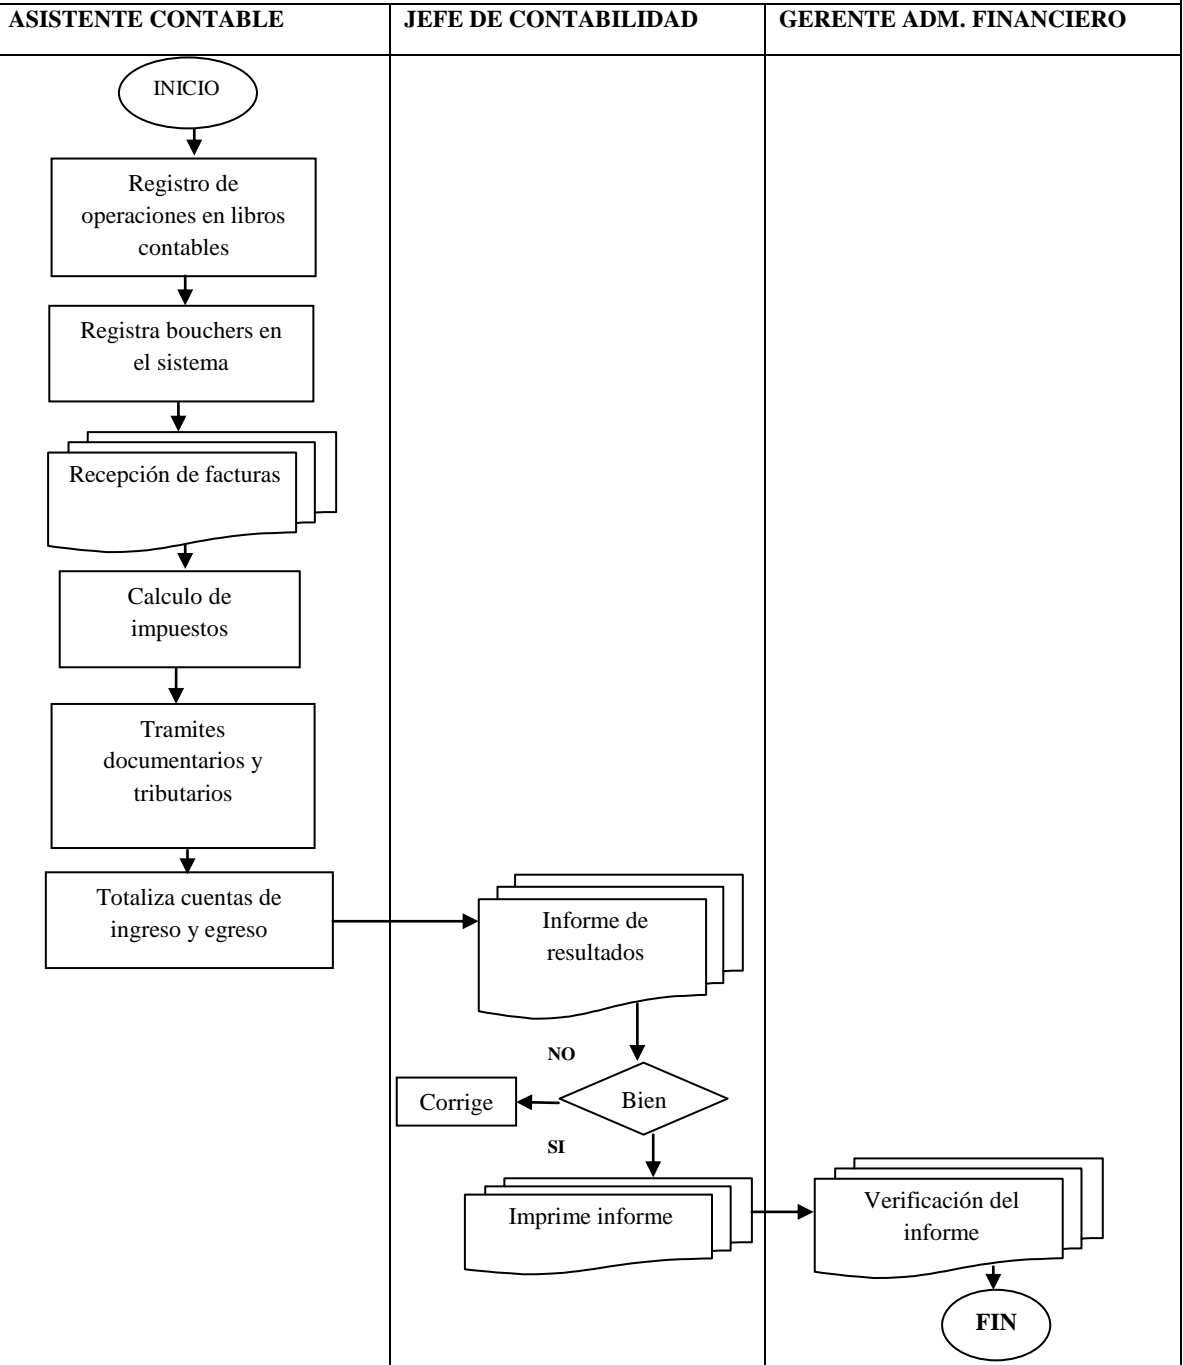 ASISTENTE CONTABLE
JEFE DE CONTABILIDAD
GERENTE ADM. FINANCIERO
INICIO
Registro de
operaciones en libros
contables
Registra bouchers en
el sistema
Recepción de facturas
Calculo de
impuestos
Tramites
documentarios y
tributarios
Totaliza cuentas de
ingreso y egreso
Informe de
resultados
NO
Corrige
Bien
SI
Imprime informe
Verificación del
informe
FIN